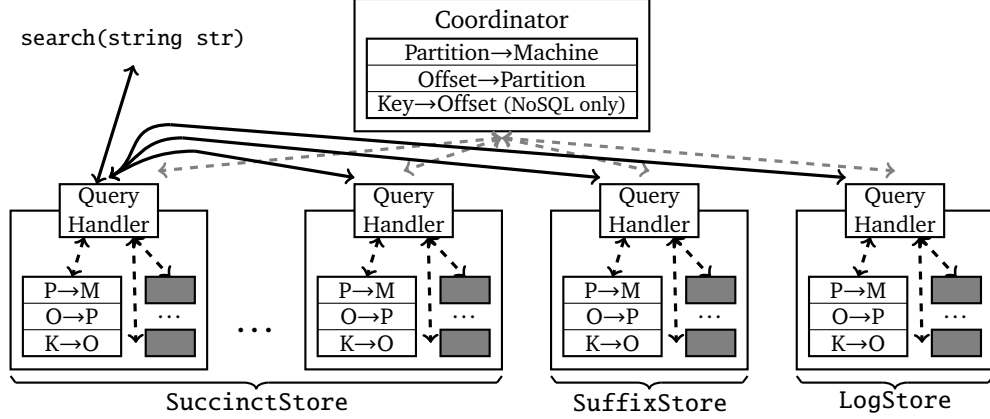 Coordinator
search(string str)
Partition→Machine
Offset→Partition
Key→Offset (NoSQL only)
Query
Handler
Query
Handler
Query
Handler
Query
Handler
P→M
O→P
K→O
...
...
P→M
O→P
K→O
...
P→M
O→P
K→O
...
P→M
O→P
K→O
...
SuccinctStore
SuffixStore
LogStore